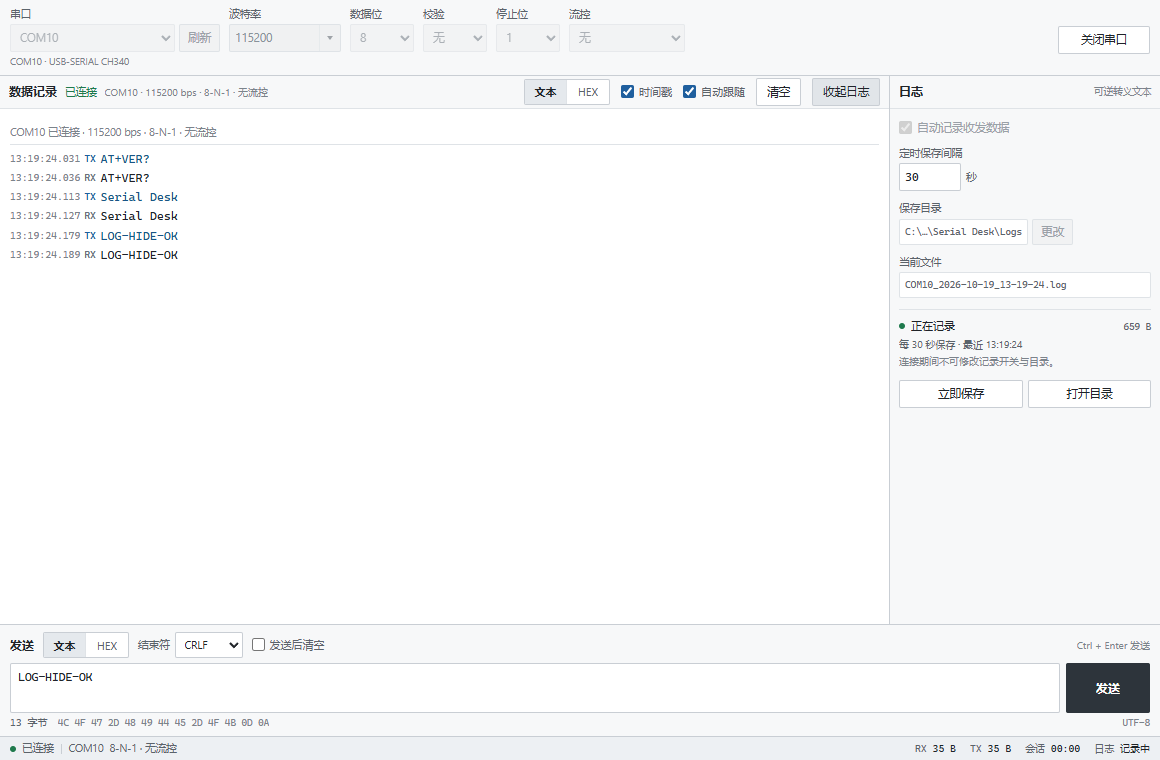 串口 波特率 数据位 校验 停止位 流控
COM10 刷新 115200 8 无 1 无 关闭串口
COM10 · USB-SERIAL CH340
数据记录 已连接 COM10 · 115200 bps · 8-N-1 · 无流控 文本 HEX 时间戳 自动跟随 清空 收起日志
COM10 已连接 · 115200 bps · 8-N-1 · 无流控
13:19:24.031 TX AT+VER?
13:19:24.036 RX AT+VER?
13:19:24.113 TX Serial Desk
13:19:24.127 RX Serial Desk
13:19:24.179 TX LOG-HIDE-OK
13:19:24.189 RX LOG-HIDE-OK
日志 可逆转义文本
自动记录收发数据
定时保存间隔
30 秒
保存目录
C:\…\Serial Desk\Logs 更改
当前文件
COM10_2026-10-19_13-19-24.log
正在记录 659 B
每 30 秒保存 · 最近 13:19:24
连接期间不可修改记录开关与目录。
立即保存 打开目录
发送 文本 HEX 结束符 CRLF 发送后清空 Ctrl + Enter 发送
LOG-HIDE-OK
发送
13 字节 4C 4F 47 2D 48 49 44 45 2D 4F 4B 0D 0A UTF-8
已连接 COM10 8-N-1 · 无流控 RX 35 B TX 35 B 会话 00:00 日志 记录中